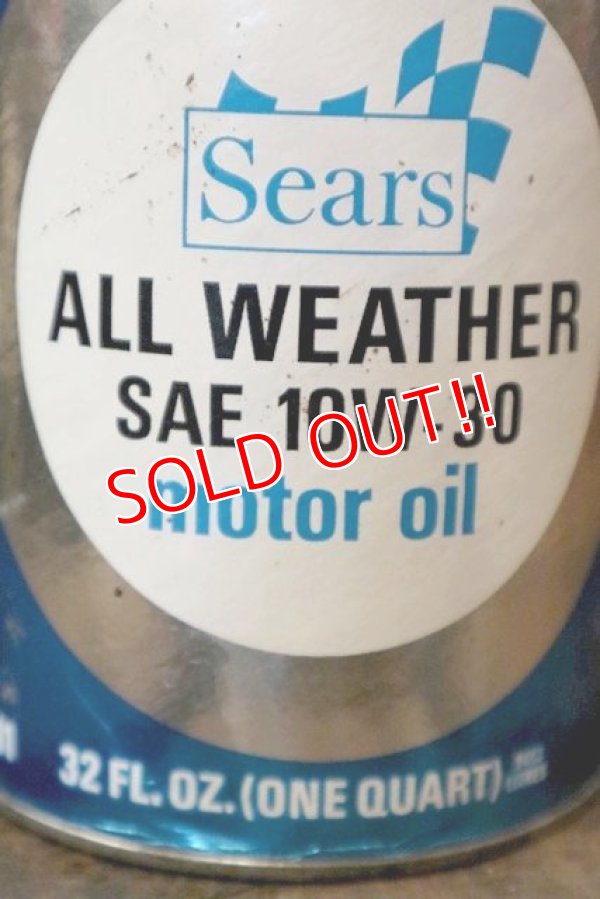 Sears
ALL WEATHER
SAE 10W-30
SOLD OUT!!
motor oil
32 FL. OZ. (ONE QUART)